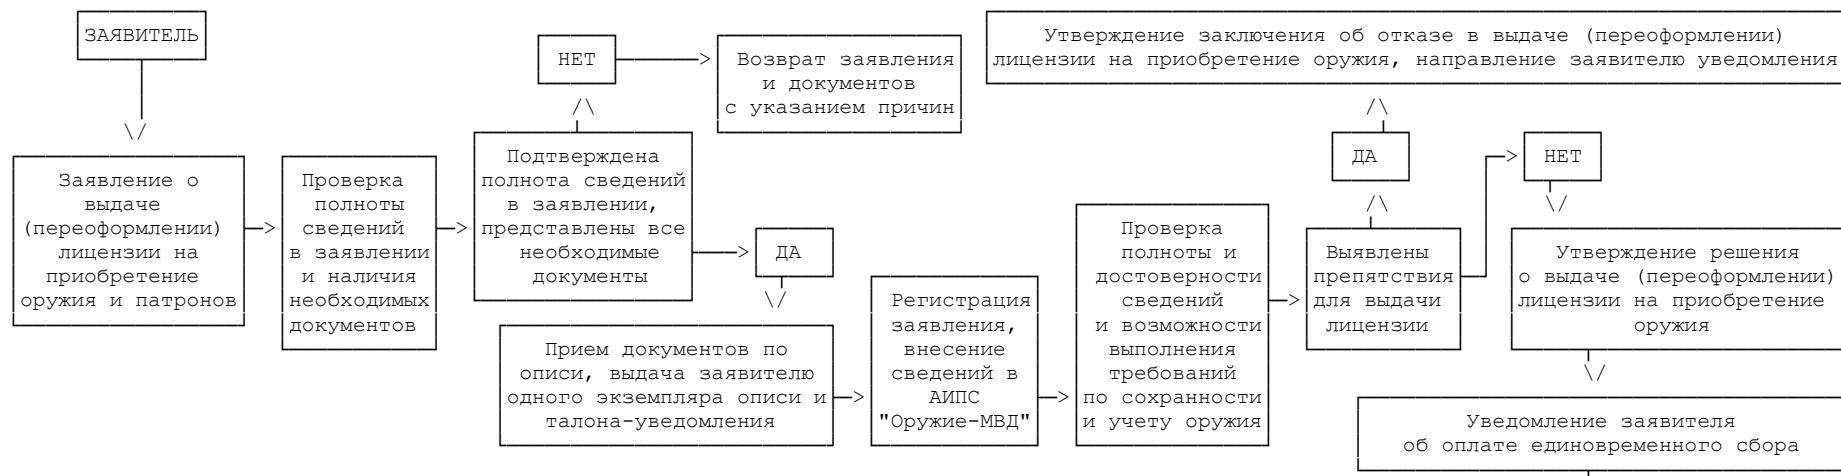 ЗАЯВИТЕЛЬ
НЕТ
Возврат заявления
и документов
с указанием причин
Утверждение заключения об отказе в выдаче (переоформлении)
лицензии на приобретение оружия, направление заявителю уведомления
Заявление о
выдаче
(переоформлении)
лицензии на
приобретение
оружия и патронов
Проверка
полноты
сведений
в заявлении
и наличия
необходимых
документов
Подтверждена
полнота сведений
в заявлении,
представлены все
необходимые
документы
ДА
Прием документов по
описи, выдача заявителю
одного экземпляра описи и
талона-уведомления
Регистрация
заявления,
внесение
сведений в
АИПС
"Оружие-МВД"
Проверка
полноты и
достоверности
сведений
и возможности
выполнения
требований
по сохранности
и учету оружия
Выявлены
препятствия
для выдачи
лицензии
ДА
НЕТ
Утверждение решения
о выдаче (переоформлении)
лицензии на приобретение
оружия
Уведомление заявителя
об оплате единовременного сбора